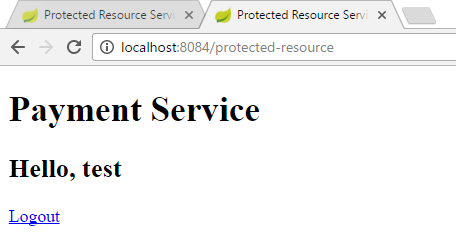 Protected Resource Servi
Protected Resource Servi
localhost:8084/protected-resource
Payment Service
Hello, test
Logout